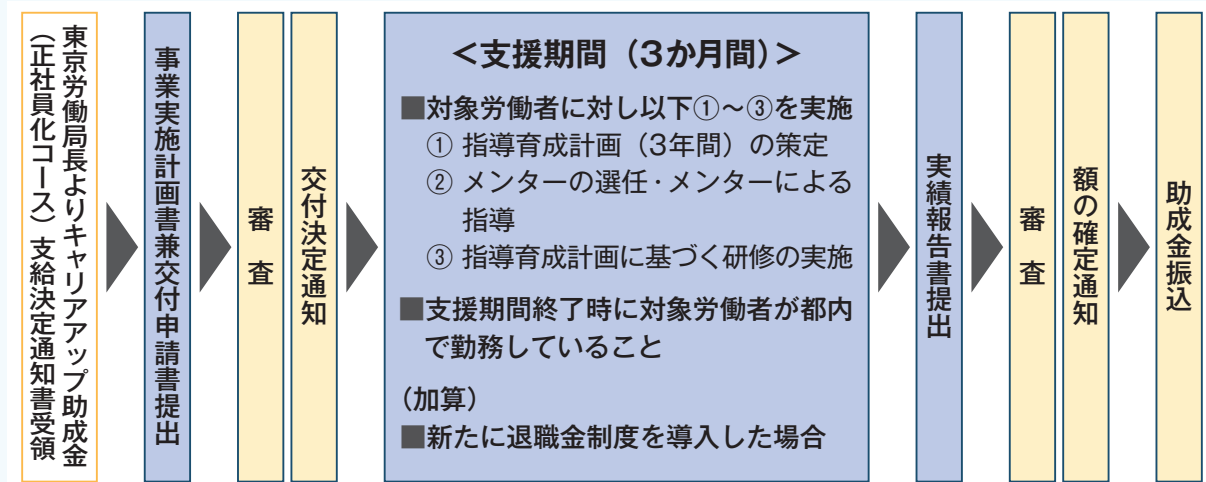 東京労働局長よりキャリアアップ助成金
（正社員化コース）支給決定通知書受領
事業実施計画書兼交付申請書提出
審査
交付決定通知
＜支援期間（3か月間）＞
■対象労働者に対し以下①～③を実施
① 指導育成計画（3年間）の策定
② メンターの選任・メンターによる
指導
③ 指導育成計画に基づく研修の実施
■支援期間終了時に対象労働者が都内
で勤務していること
（加算）
■新たに退職金制度を導入した場合
実績報告書提出
審査
額の確定通知
助成金振込